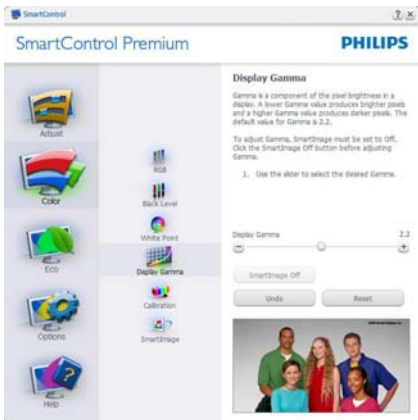 SmartControl
SmartControl Premium
PHILIPS
Adjust
Color
Eco
Options
Help
RGB
Black Level
White Point
Display Gamma
Calibration
SmartImage
Display Gamma
Gamma is a component of the pixel brightness in a
display. A lower Gamma value produces brighter pixels
and a higher Gamma value produces darker pixels. The
default value for Gamma is 2.2.
To adjust Gamma, SmartImage must be set to Off.
Click the SmartImage Off button before adjusting
Gamma.
1. Use the slider to select the desired Gamma.
Display Gamma 2.2
SmartImage Off
Undo Reset